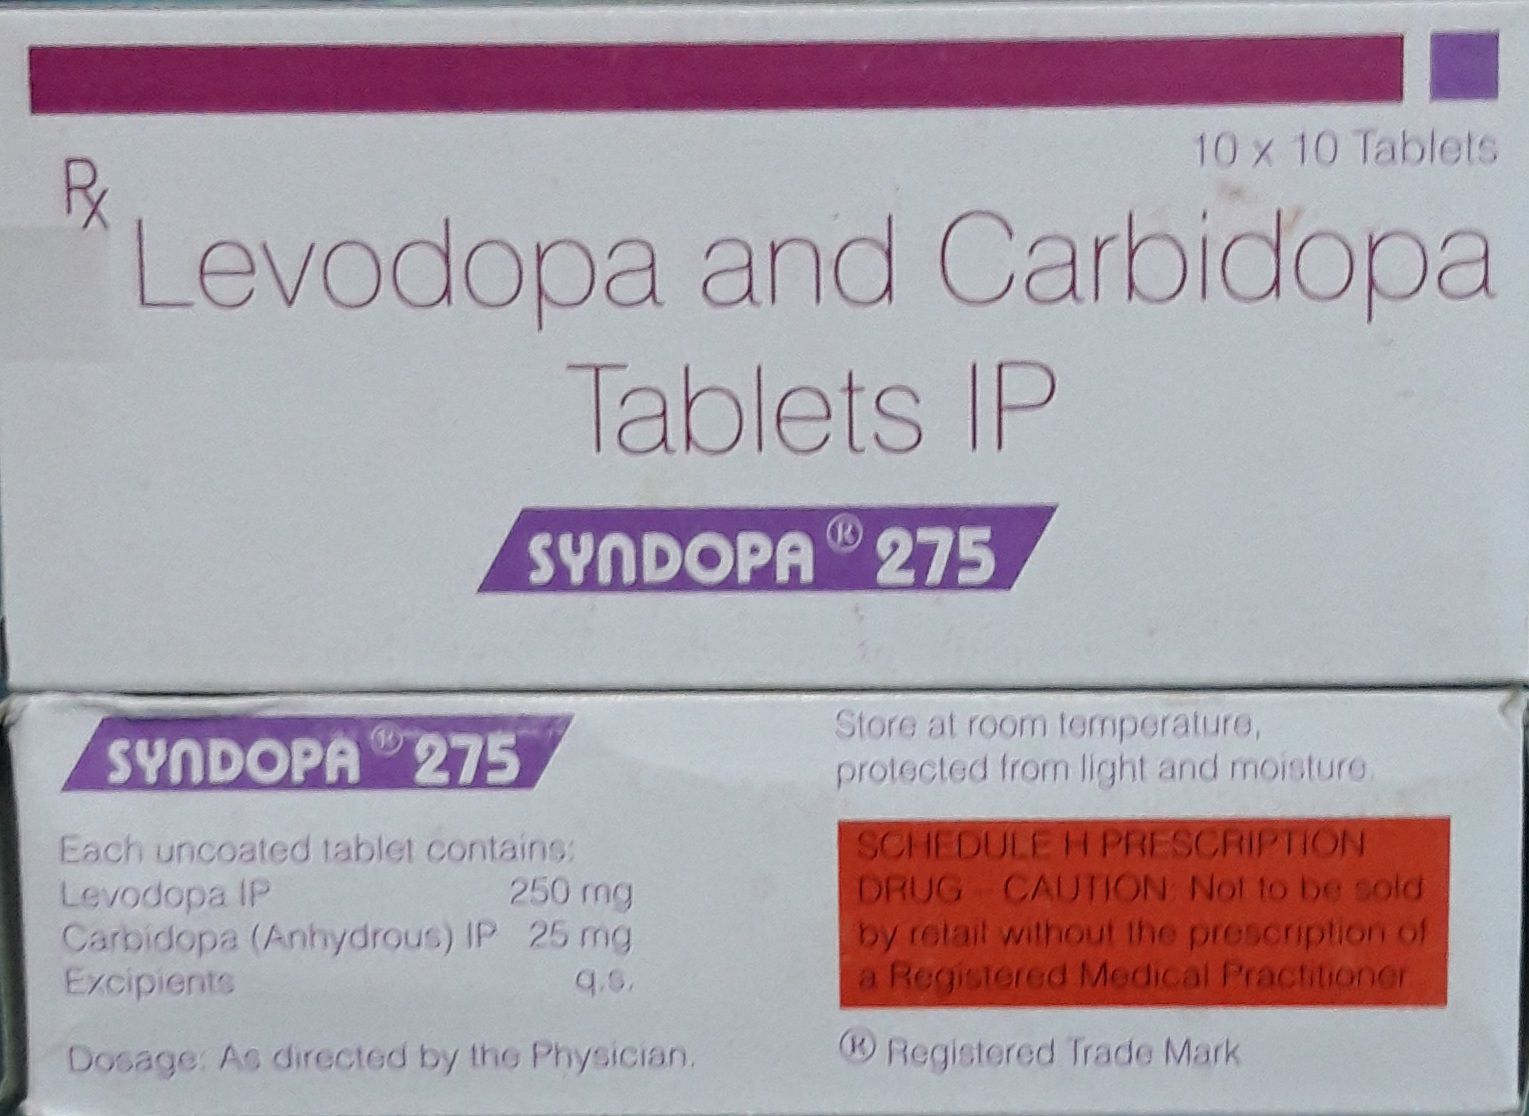 10 x 10 Tablets
Rx
Levodopa and Carbidopa
Tablets IP
SYNDOPA® 275
SYNDOPA® 275
Each uncoated tablet contains:
Levodopa IP 250 mg
Carbidopa (Anhydrous) IP 25 mg
Excipients q.s.
Dosage: As directed by the Physician.
Store at room temperature,
protected from light and moisture.
SCHEDULE H PRESCRIPTION
DRUG - CAUTION: Not to be sold
by retail without the prescription of
a Registered Medical Practitioner
® Registered Trade Mark